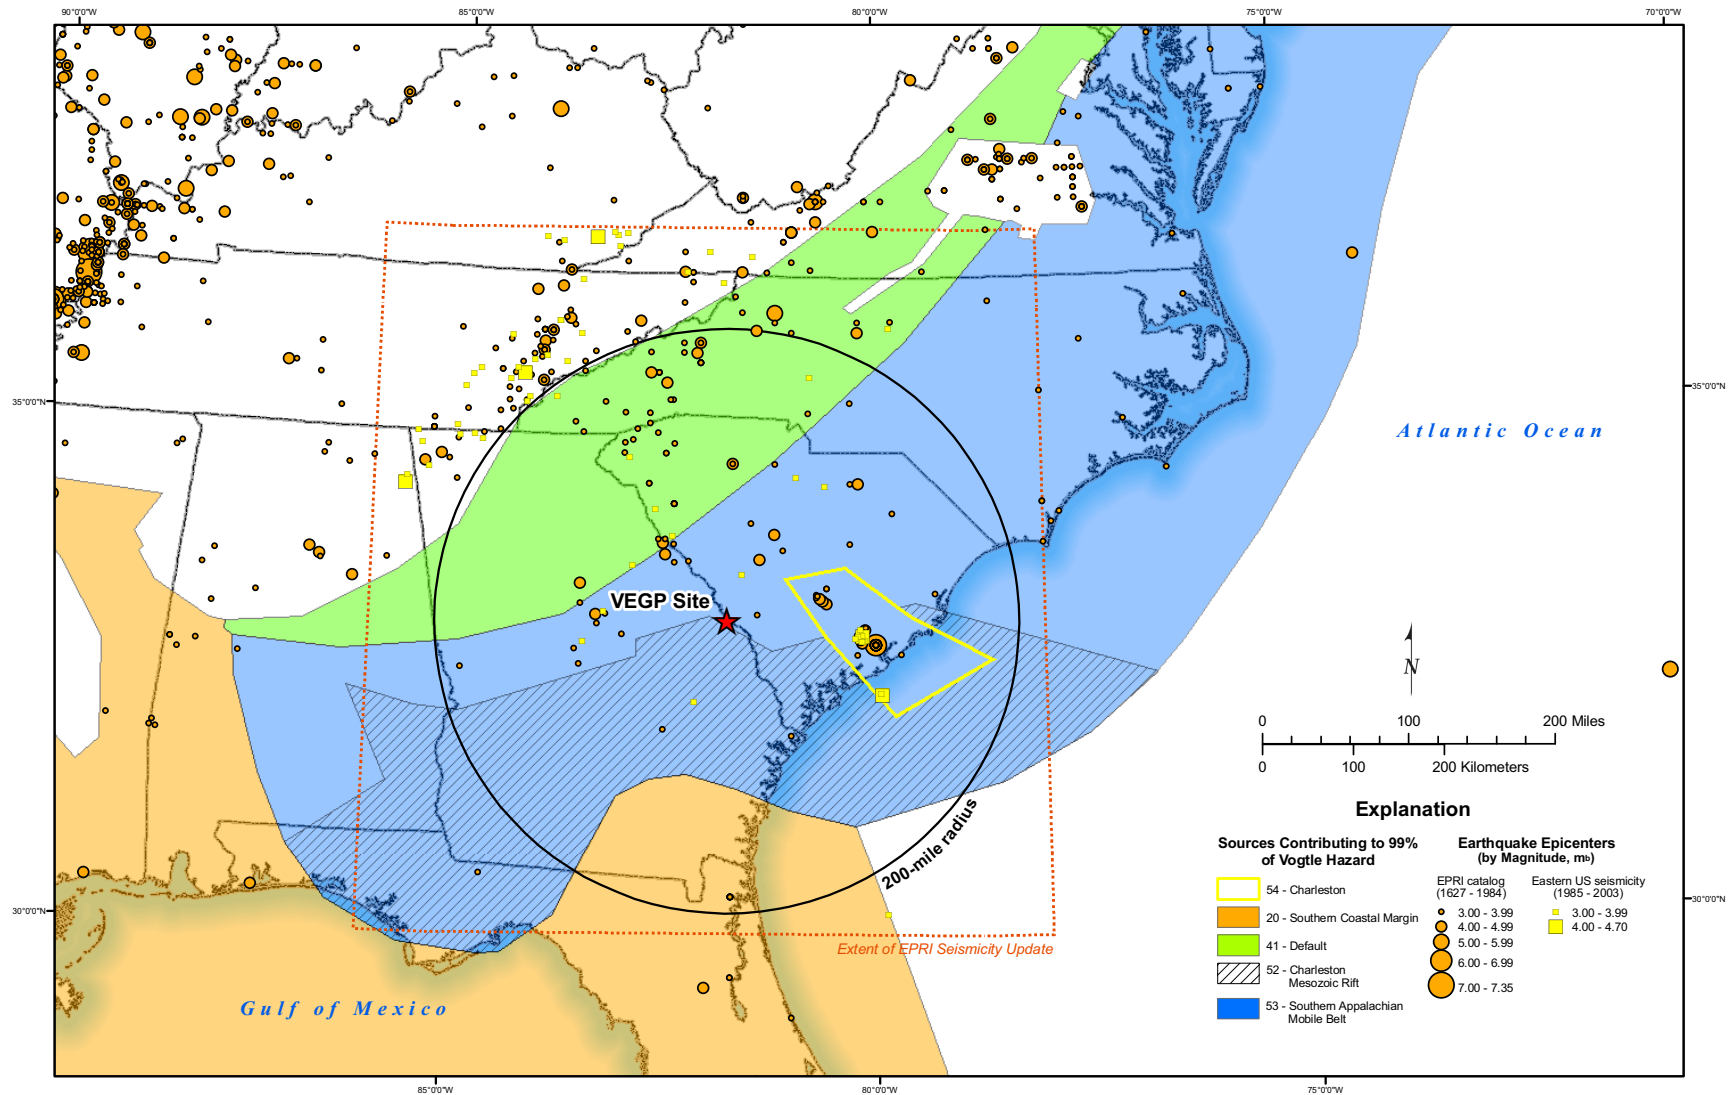 90°0'0"W
85°0'0"W
80°0'0"W
75°0'0"W
70°0'0"W
35°0'0"N
35°0'0"N
Atlantic Ocean
VEGP Site
N
0 100 200 Miles
0 100 200 Kilometers
200-mile radius
30°0'0"N
30°0'0"N
Extent of EPRI Seismicity Update
Gulf of Mexico
Explanation
Sources Contributing to 99%
of Vogtle Hazard
54 - Charleston
20 - Southern Coastal Margin
41 - Default
52 - Charleston
Mesozoic Rift
53 - Southern Appalachian
Mobile Belt
Earthquake Epicenters
(by Magnitude, mb)
EPRI catalog
(1627 - 1984)
3.00 - 3.99
4.00 - 4.99
5.00 - 5.99
6.00 - 6.99
7.00 - 7.35
Eastern US seismicity
(1985 - 2003)
3.00 - 3.99
4.00 - 4.70
85°0'0"W
80°0'0"W
75°0'0"W